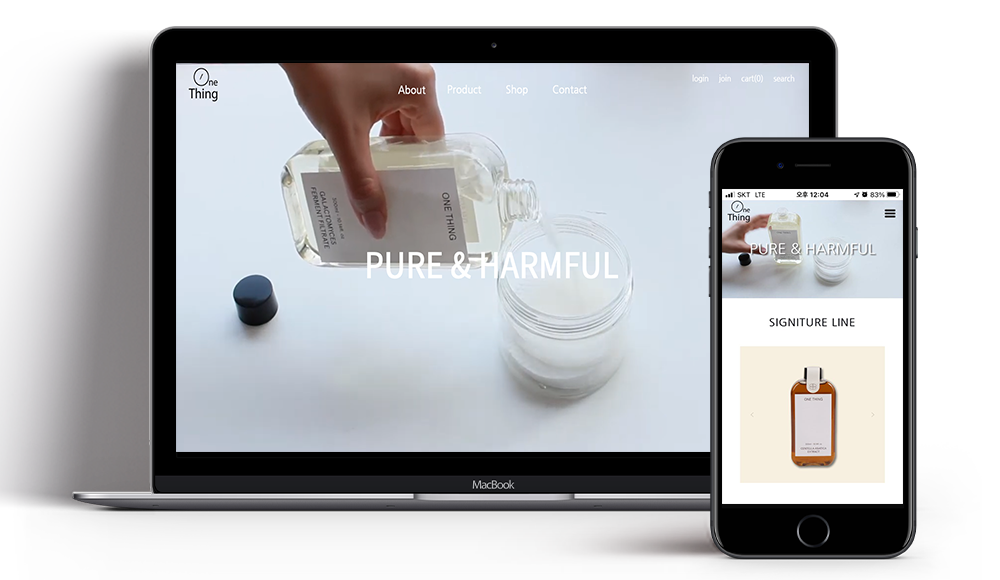 One
Thing
About Product Shop Contact
login join cart(0) search
ONE THING
GALACTOMYCES
FERMENT FILTRATE
PURE & HARMFUL
MacBook
SKT LTE 오후 12:04 83%
One
Thing
PURE & HARMFUL
SIGNITURE LINE
ONE THING